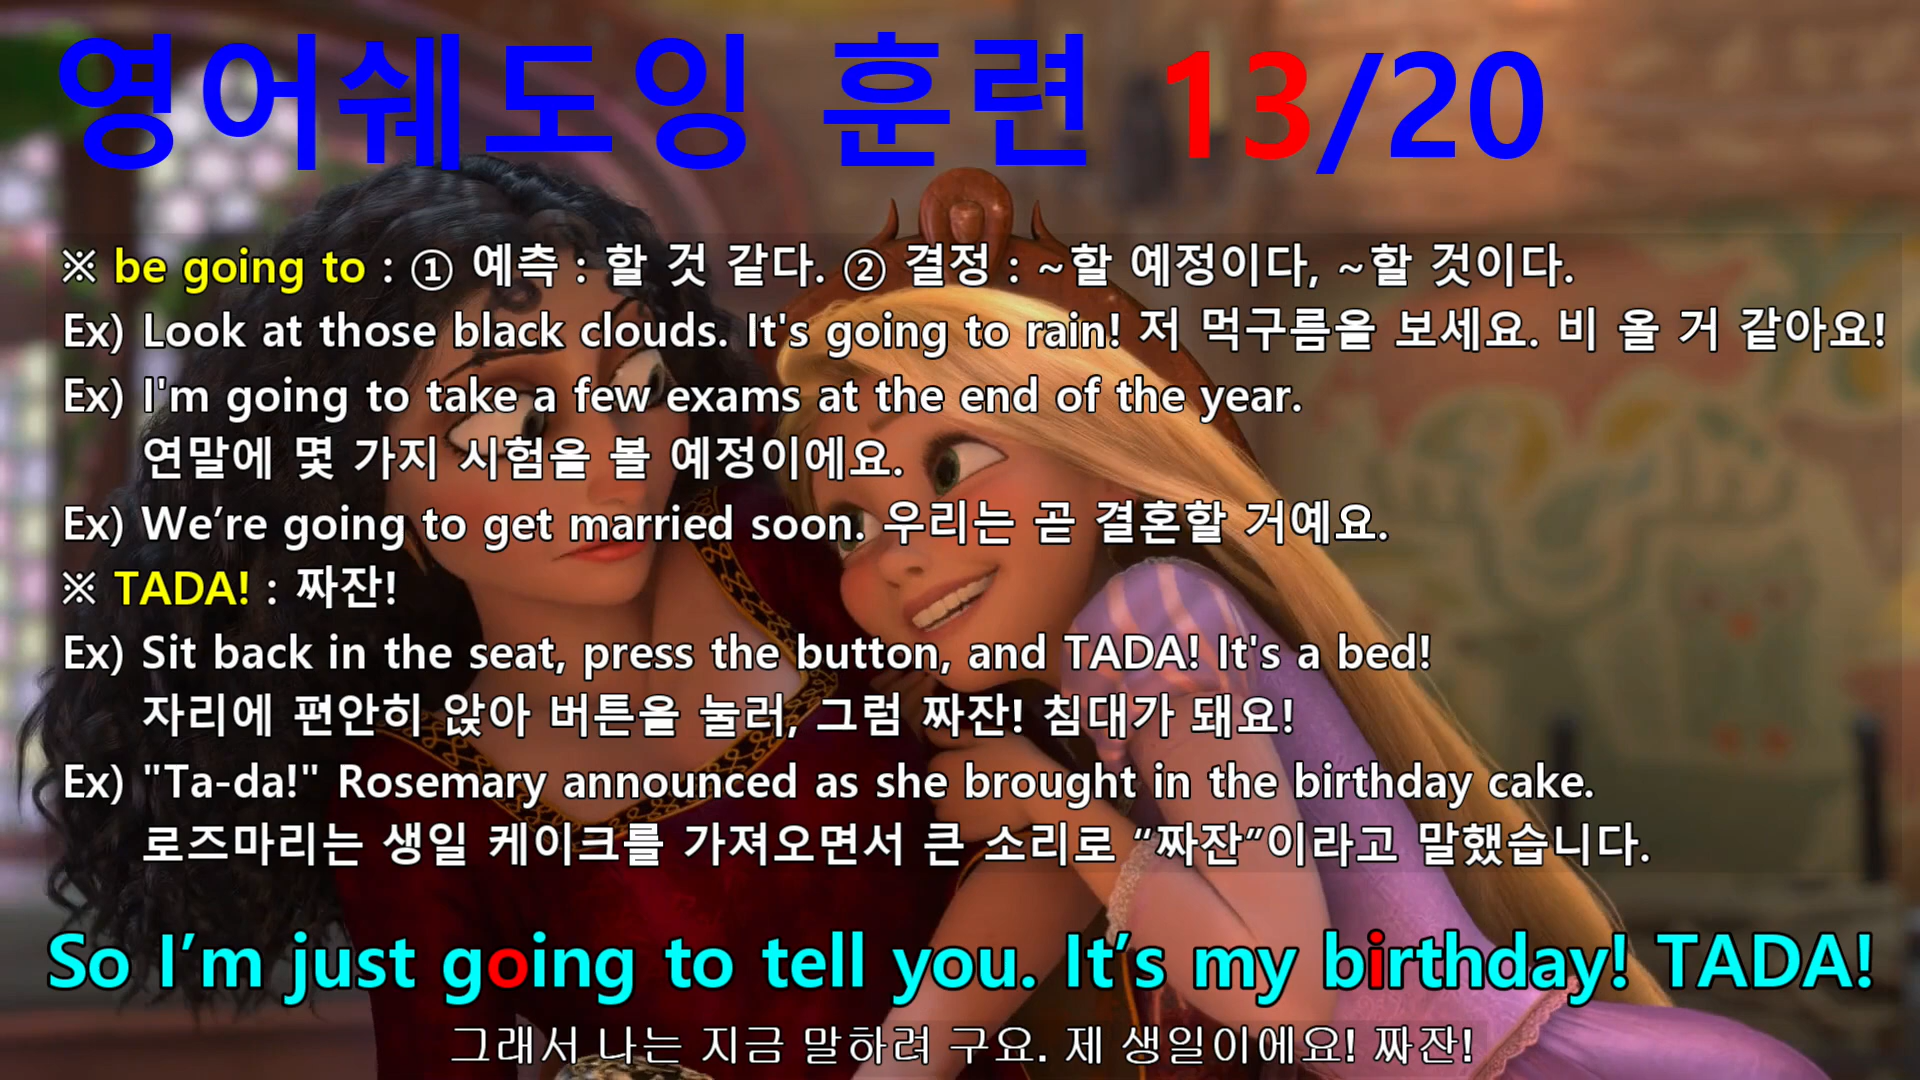 영어쉐도잉 훈련 13/20
※ be going to : ① 예측 : 할 것 같다. ② 결정 : ~할 예정이다, ~할 것이다.
Ex) Look at those black clouds. It's going to rain! 저 먹구름을 보세요. 비 올 거 같아요!
Ex) I'm going to take a few exams at the end of the year.
연말에 몇 가지 시험을 볼 예정이에요.
Ex) We’re going to get married soon. 우리는 곧 결혼할 거예요.
※ TADA! : 짜잔!
Ex) Sit back in the seat, press the button, and TADA! It's a bed!
자리에 편안히 앉아 버튼을 눌러, 그럼 짜잔! 침대가 돼요!
Ex) "Ta-da!" Rosemary announced as she brought in the birthday cake.
로즈마리는 생일 케이크를 가져오면서 큰 소리로 “짜잔”이라고 말했습니다.
So I’m just going to tell you. It’s my birthday! TADA!
그래서 나는 지금 말하려 구요. 제 생일이에요! 짜잔!